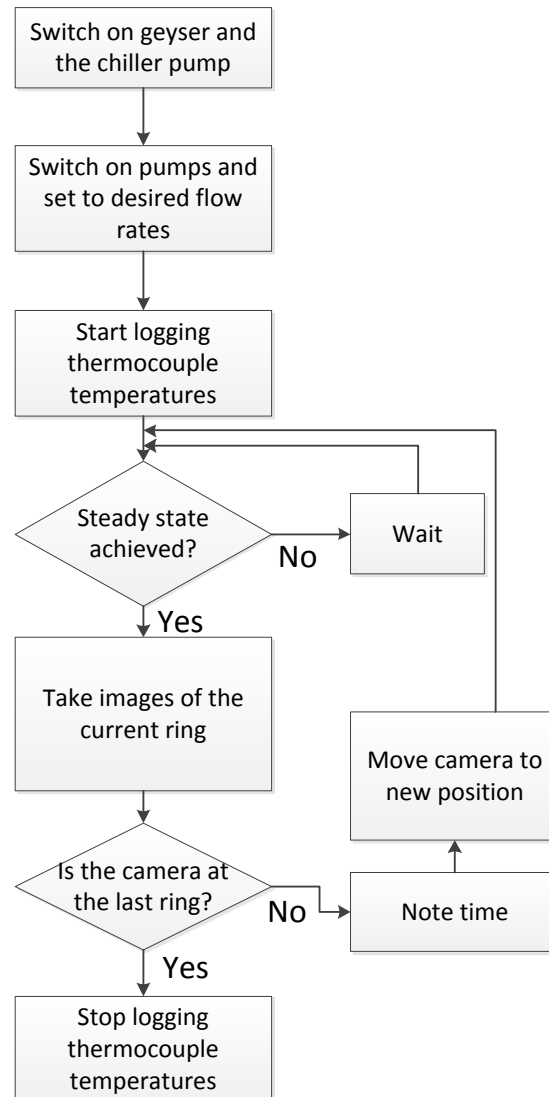 Switch on geyser and
the chiller pump
Switch on pumps and
set to desired flow
rates
Start logging
thermocouple
temperatures
Steady state
achieved?
No
Wait
Yes
Take images of the
current ring
Move camera to
new position
Is the camera at
the last ring?
No
Note time
Yes
Stop logging
thermocouple
temperatures